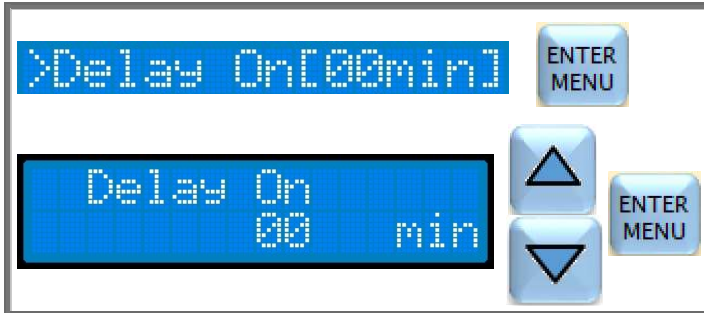 >Delay On[00min]
ENTER
MENU
Delay On
00 min
ENTER
MENU